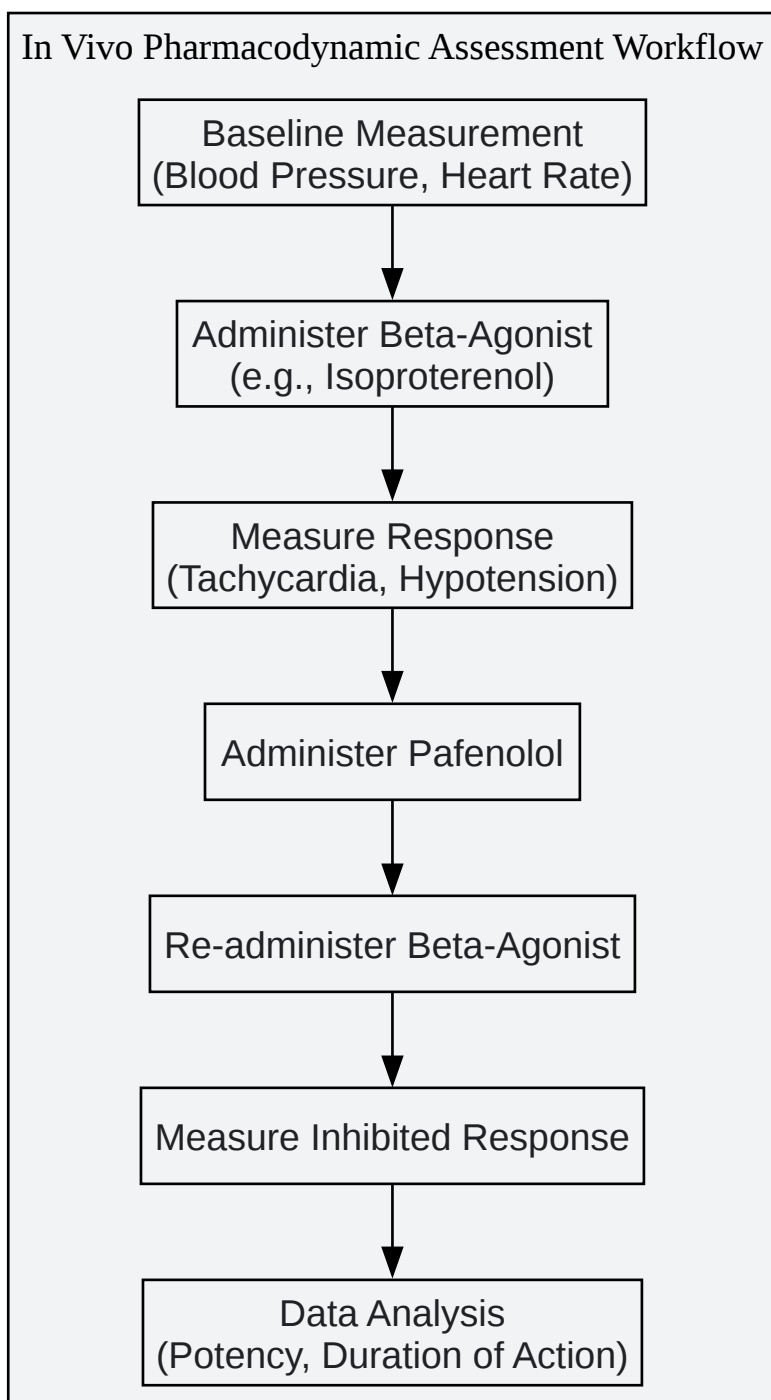 In Vivo Pharmacodynamic Assessment Workflow
Baseline Measurement
(Blood Pressure, Heart Rate)
Administer Beta-Agonist
(e.g., Isoproterenol)
Measure Response
(Tachycardia, Hypotension)
Administer Pafenolol
Re-administer Beta-Agonist
Measure Inhibited Response
Data Analysis
(Potency, Duration of Action)